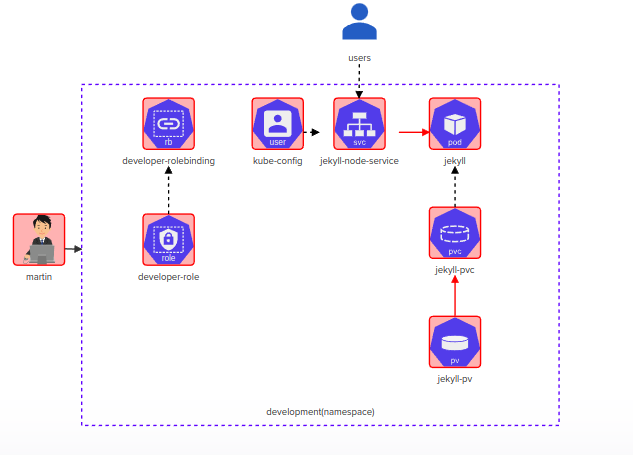 users
rb
user
svc
pod
developer-rolebinding
kube-config
jekyll-node-service
jekyll
role
pvc
martin
developer-role
jekyll-pvc
pv
jekyll-pv
development(namespace)